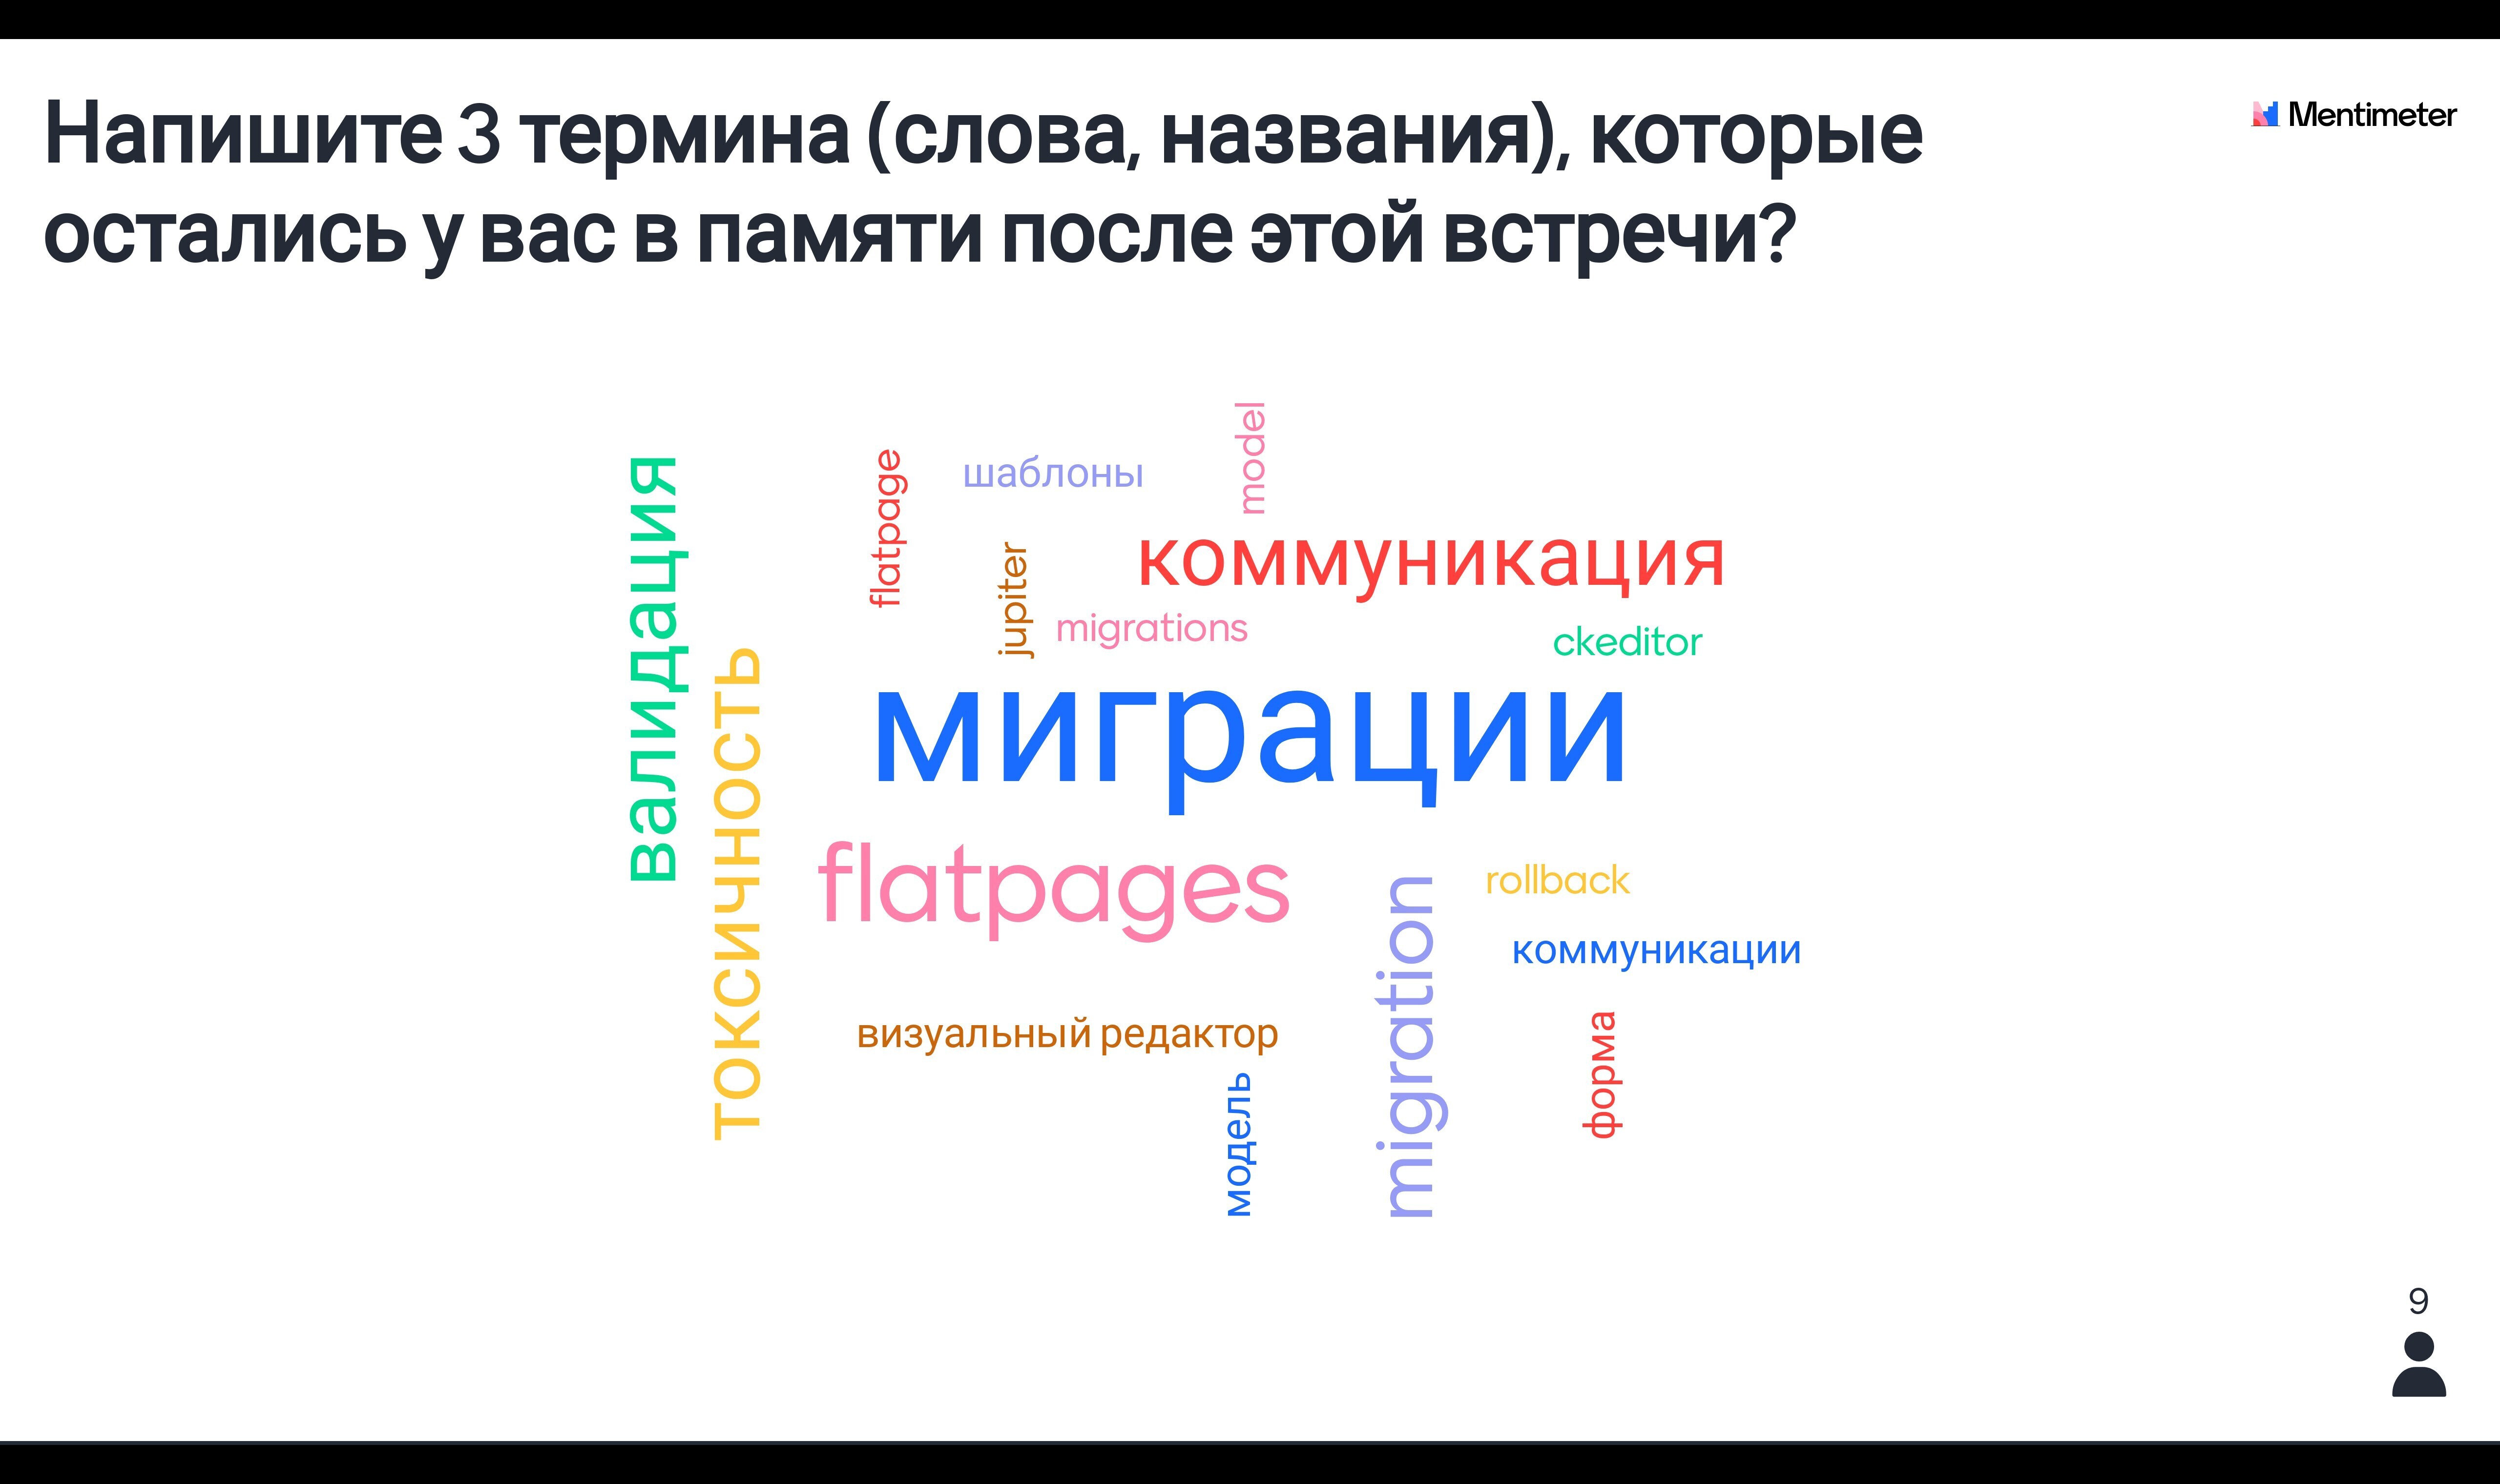 Напишите 3 термина (слова, названия), которые
остались у вас в памяти после этой встречи?
Mentimeter
model
шаблоны
flatpage
валидация
коммуникация
jupiter
migrations
ckeditor
токсичность
миграции
flatpages
rollback
migration
коммуникации
визуальный редактор
форма
модель
9